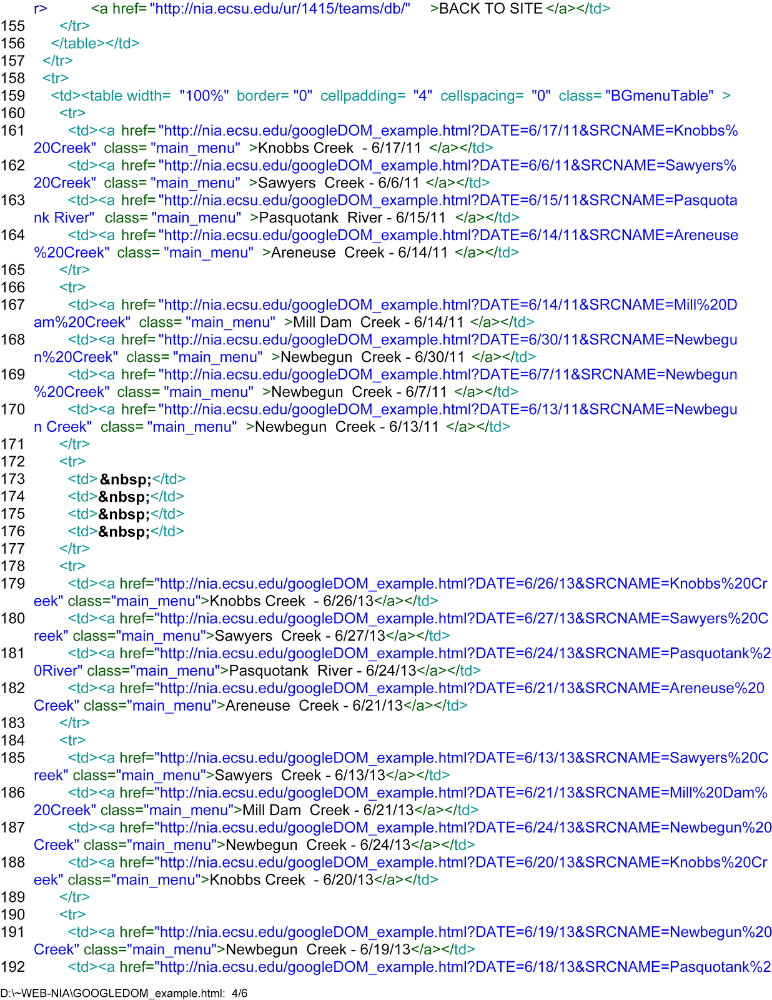 r> <a href="http://nia.ecsu.edu/ur/1415/teams/db/" >BACK TO SITE</a></td>
155 </tr>
156 </table></td>
157 </tr>
158 <tr>
159 <td><table width= "100%" border="0" cellpadding= "4" cellspacing= "0" class="BGmenuTable" >
160 <tr>
161 <td><a href="http://nia.ecsu.edu/googleDOM_example.html?DATE=6/17/11&SRCNAME=Knobbs%
20Creek" class="main_menu" >Knobbs Creek - 6/17/11 </a></td>
162 <td><a href="http://nia.ecsu.edu/googleDOM_example.html?DATE=6/6/11&SRCNAME=Sawyers%
20Creek" class="main_menu" >Sawyers Creek - 6/6/11 </a></td>
163 <td><a href="http://nia.ecsu.edu/googleDOM_example.html?DATE=6/15/11&SRCNAME=Pasquota
nk River" class="main_menu" >Pasquotank River - 6/15/11 </a></td>
164 <td><a href="http://nia.ecsu.edu/googleDOM_example.html?DATE=6/14/11&SRCNAME=Areneuse
%20Creek" class="main_menu" >Areneuse Creek - 6/14/11 </a></td>
165 </tr>
166 <tr>
167 <td><a href="http://nia.ecsu.edu/googleDOM_example.html?DATE=6/14/11&SRCNAME=Mill%20D
am%20Creek" class="main_menu" >Mill Dam Creek - 6/14/11 </a></td>
168 <td><a href="http://nia.ecsu.edu/googleDOM_example.html?DATE=6/30/11&SRCNAME=Newbegu
n%20Creek" class="main_menu" >Newbegun Creek - 6/30/11 </a></td>
169 <td><a href="http://nia.ecsu.edu/googleDOM_example.html?DATE=6/7/11&SRCNAME=Newbegun
%20Creek" class="main_menu" >Newbegun Creek - 6/7/11 </a></td>
170 <td><a href="http://nia.ecsu.edu/googleDOM_example.html?DATE=6/13/11&SRCNAME=Newbegu
n Creek" class="main_menu" >Newbegun Creek - 6/13/11 </a></td>
171 </tr>
172 <tr>
173 <td>&nbsp;</td>
174 <td>&nbsp;</td>
175 <td>&nbsp;</td>
176 <td>&nbsp;</td>
177 </tr>
178 <tr>
179 <td><a href="http://nia.ecsu.edu/googleDOM_example.html?DATE=6/26/13&SRCNAME=Knobbs%20Cr
eek" class="main_menu">Knobbs Creek - 6/26/13</a></td>
180 <td><a href="http://nia.ecsu.edu/googleDOM_example.html?DATE=6/27/13&SRCNAME=Sawyers%20C
reek" class="main_menu">Sawyers Creek - 6/27/13</a></td>
181 <td><a href="http://nia.ecsu.edu/googleDOM_example.html?DATE=6/24/13&SRCNAME=Pasquotank%2
0River" class="main_menu">Pasquotank River - 6/24/13</a></td>
182 <td><a href="http://nia.ecsu.edu/googleDOM_example.html?DATE=6/21/13&SRCNAME=Areneuse%20
Creek" class="main_menu">Areneuse Creek - 6/21/13</a></td>
183 </tr>
184 <tr>
185 <td><a href="http://nia.ecsu.edu/googleDOM_example.html?DATE=6/13/13&SRCNAME=Sawyers%20C
reek" class="main_menu">Sawyers Creek - 6/13/13</a></td>
186 <td><a href="http://nia.ecsu.edu/googleDOM_example.html?DATE=6/21/13&SRCNAME=Mill%20Dam%
20Creek" class="main_menu">Mill Dam Creek - 6/21/13</a></td>
187 <td><a href="http://nia.ecsu.edu/googleDOM_example.html?DATE=6/24/13&SRCNAME=Newbegun%20
Creek" class="main_menu">Newbegun Creek - 6/24/13</a></td>
188 <td><a href="http://nia.ecsu.edu/googleDOM_example.html?DATE=6/20/13&SRCNAME=Knobbs%20Cr
eek" class="main_menu">Knobbs Creek - 6/20/13</a></td>
189 </tr>
190 <tr>
191 <td><a href="http://nia.ecsu.edu/googleDOM_example.html?DATE=6/19/13&SRCNAME=Newbegun%20
Creek" class="main_menu">Newbegun Creek - 6/19/13</a></td>
192 <td><a href="http://nia.ecsu.edu/googleDOM_example.html?DATE=6/18/13&SRCNAME=Pasquotank%2
D:\~WEB-NIA\GOOGLEDOM_example.html: 4/6